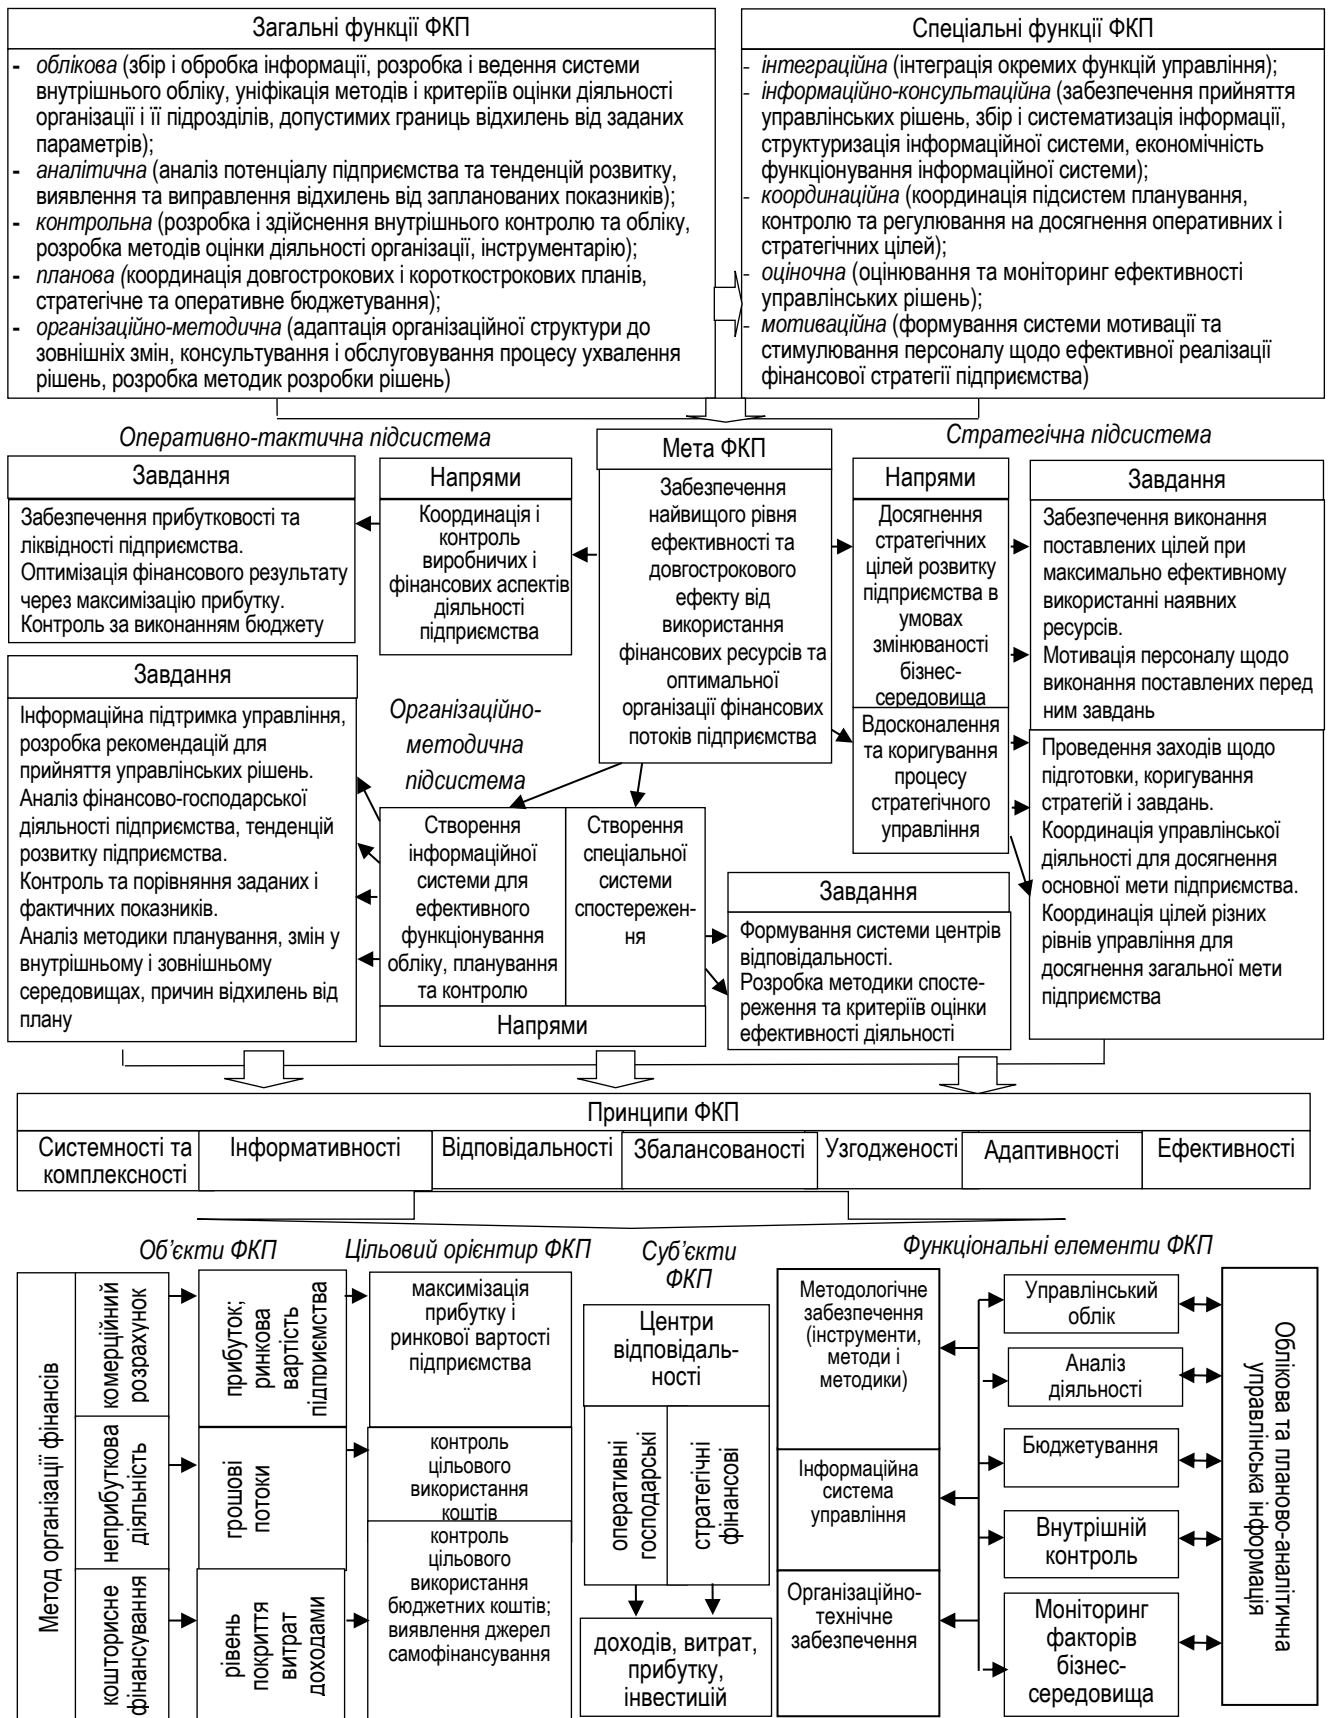 Загальні функції ФКП
- облікова (збір і обробка інформації, розробка і ведення системи
внутрішнього обліку, уніфікація методів і критеріїв оцінки діяльності
організації і її підрозділів, допустимих границь відхилень від заданих
параметрів);
- аналітична (аналіз потенціалу підприємства та тенденцій розвитку,
виявлення та виправлення відхилень від запланованих показників);
- контрольна (розробка і здійснення внутрішнього контролю та обліку,
розробка методів оцінки діяльності організації, інструментарію);
- планова (координація довгострокових і короткострокових планів,
стратегічне та оперативне бюджетування);
- організаційно-методична (адаптація організаційної структури до
зовнішніх змін, консультування і обслуговування процесу ухвалення
рішень, розробка методик розробки рішень)
Спеціальні функції ФКП
- інтеграційна (інтеграція окремих функцій управління);
- інформаційно-консультаційна (забезпечення прийняття
управлінських рішень, збір і систематизація інформації,
структуризація інформаційної системи, економічність
функціонування інформаційної системи);
- координаційна (координація підсистем планування,
контролю та регулювання на досягнення оперативних і
стратегічних цілей);
- оціночна (оцінювання та моніторинг ефективності
управлінських рішень);
- мотиваційна (формування системи мотивації та
стимулювання персоналу щодо ефективної реалізації
фінансової стратегії підприємства)
Оперативно-тактична підсистема
Завдання
Забезпечення прибутковості та
ліквідності підприємства.
Оптимізація фінансового результату
через максимізацію прибутку.
Контроль за виконанням бюджету
Напрями
Координація і
контроль
виробничих і
фінансових аспектів
діяльності
підприємства
Мета ФКП
Забезпечення
найвищого рівня
ефективності та
довгострокового
ефекту від
використання
фінансових ресурсів та
оптимальної
організації фінансових
потоків підприємства
Стратегічна підсистема
Напрями
Досягнення
стратегічних
цілей розвитку
підприємства в
умовах
змінюваності
бізнес-
середовища
Вдосконалення
та коригування
процесу
стратегічного
управління
Завдання
Забезпечення виконання
поставлених цілей при
максимально ефективному
використанні наявних
ресурсів.
Мотивація персоналу щодо
виконання поставлених перед
ним завдань
Проведення заходів щодо
підготовки, коригування
стратегій і завдань.
Координація управлінської
діяльності для досягнення
основної мети підприємства.
Координація цілей різних
рівнів управління для
досягнення загальної мети
підприємства
Завдання
Інформаційна підтримка управління,
розробка рекомендацій для
прийняття управлінських рішень.
Аналіз фінансово-господарської
діяльності підприємства, тенденцій
розвитку підприємства.
Контроль та порівняння заданих і
фактичних показників.
Аналіз методики планування, змін у
внутрішньому і зовнішньому
середовищах, причин відхилень від
плану
Організаційно-
методична
підсистема
Створення
інформаційної
системи для
ефективного
функціонування
обліку, планування
та контролю
Створення
спеціальної
системи
спостережен-
ня
Напрями
Завдання
Формування системи центрів
відповідальності.
Розробка методики спосте-
реження та критеріїв оцінки
ефективності діяльності
Принципи ФКП
Системності та
комплексності
Інформативності
Відповідальності
Збалансованості
Узгодженості
Адаптивності
Ефективності
Об’єкти ФКП
Цільовий орієнтир ФКП
Суб’єкти
ФКП
Функціональні елементи ФКП
Метод організації фінансів
комерційний
розрахунок
неприбуткова
діяльність
кошторисне
фінансування
прибуток;
ринкова
вартість
підприємства
грошові
потоки
рівень
покриття
витрат
доходами
максимізація
прибутку і
ринкової вартості
підприємства
контроль
цільового
використання
коштів
контроль
цільового
використання
бюджетних коштів;
виявлення джерел
самофінансування
Центри
відповідаль-
ності
оперативні
господарські
стратегічні
фінансові
доходів, витрат,
прибутку,
інвестицій
Методологічне
забезпечення
(інструменти,
методи і
методики)
Інформаційна
система
управління
Організаційно-
технічне
забезпечення
Управлінський
облік
Аналіз
діяльності
Бюджетування
Внутрішній
контроль
Моніторинг
факторів
бізнес-
середовища
Облікова та планово-аналітична
управлінська інформація